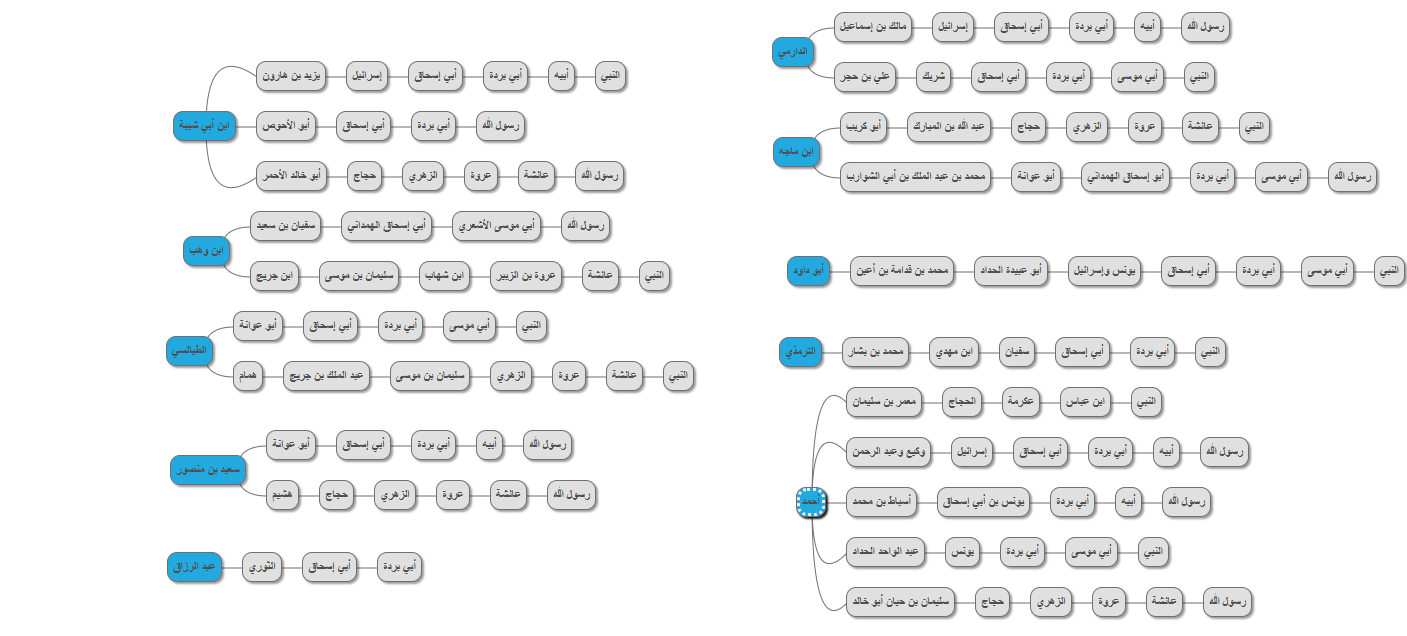 الدارمي
مالك بن إسماعيل إسرائيل أبي إسحاق أبي بردة أبيه رسول الله
علي بن حجر شريك أبي إسحاق أبي بردة أبي موسى النبي
ابن ماجه
أبو كريب عبد الله بن المبارك حجاج الزهري عروة عائشة النبي
محمد بن عبد الملك بن أبي الشوارب أبو عوانة أبو إسحاق الهمداني أبي بردة أبي موسى رسول الله
أبو داود محمد بن قدامة بن أعين أبو عبيدة الحداد يونس وإسرائيل أبي إسحاق أبي بردة أبي موسى النبي
الترمذي محمد بن بشار ابن مهدي سفيان أبي إسحاق أبي بردة النبي
أحمد
معمر بن سليمان الحجاج عكرمة ابن عباس النبي
وكيع وعبد الرحمن إسرائيل أبي إسحاق أبي بردة أبيه رسول الله
أسباط بن محمد يونس بن أبي إسحاق أبي بردة أبيه رسول الله
عبد الواحد الحداد يونس أبي بردة أبي موسى النبي
سليمان بن حيان أبو خالد حجاج الزهري عروة عائشة رسول الله
ابن أبي شيبة
يزيد بن هارون إسرائيل أبي إسحاق أبي بردة أبيه النبي
أبو الأحوص أبي إسحاق أبي بردة رسول الله
أبو خالد الأحمر حجاج الزهري عروة عائشة رسول الله
ابن وهب
سفيان بن سعيد أبي إسحاق الهمداني أبي موسى الأشعري رسول الله
ابن جريج سليمان بن موسى ابن شهاب عروة بن الزبير عائشة النبي
الطيالسي
أبو عوانة أبي إسحاق أبي بردة أبي موسى النبي
همام عبد الملك بن جريج سليمان بن موسى الزهري عروة عائشة النبي
سعيد بن منصور
أبو عوانة أبي إسحاق أبي بردة أبيه رسول الله
هشيم حجاج الزهري عروة عائشة رسول الله
عبد الرزاق الثوري أبي إسحاق أبي بردة